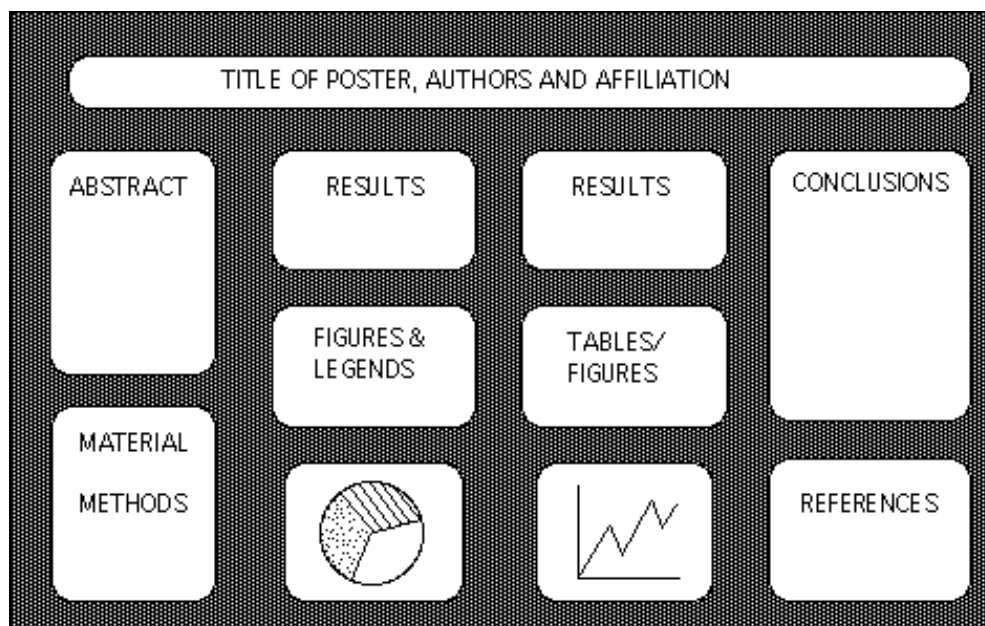 TITLE OF POSTER, AUTHORS AND AFFILIATION
ABSTRACT
MATERIAL
METHODS
RESULTS
FIGURES &
LEGENDS
RESULTS
TABLES/
FIGURES
CONCLUSIONS
REFERENCES